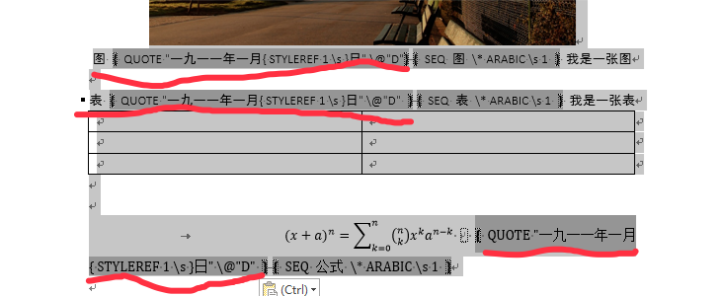 图 { QUOTE "一九一一年一月{ STYLEREF 1 \s }日" \@"D" }-{ SEQ 图 \* ARABIC \s 1 } 我是一张图
表 { QUOTE "一九一一年一月{ STYLEREF 1 \s }日" \@"D" }-{ SEQ 表 \* ARABIC \s 1 } 我是一张表
(x + a)^n = ∑_{k=0}^{n} (n k) x^k a^{n-k} { QUOTE "一九一一年一月
{ STYLEREF 1 \s }日" \@"D" }-{ SEQ 公式 \* ARABIC \s 1 }
(Ctrl)